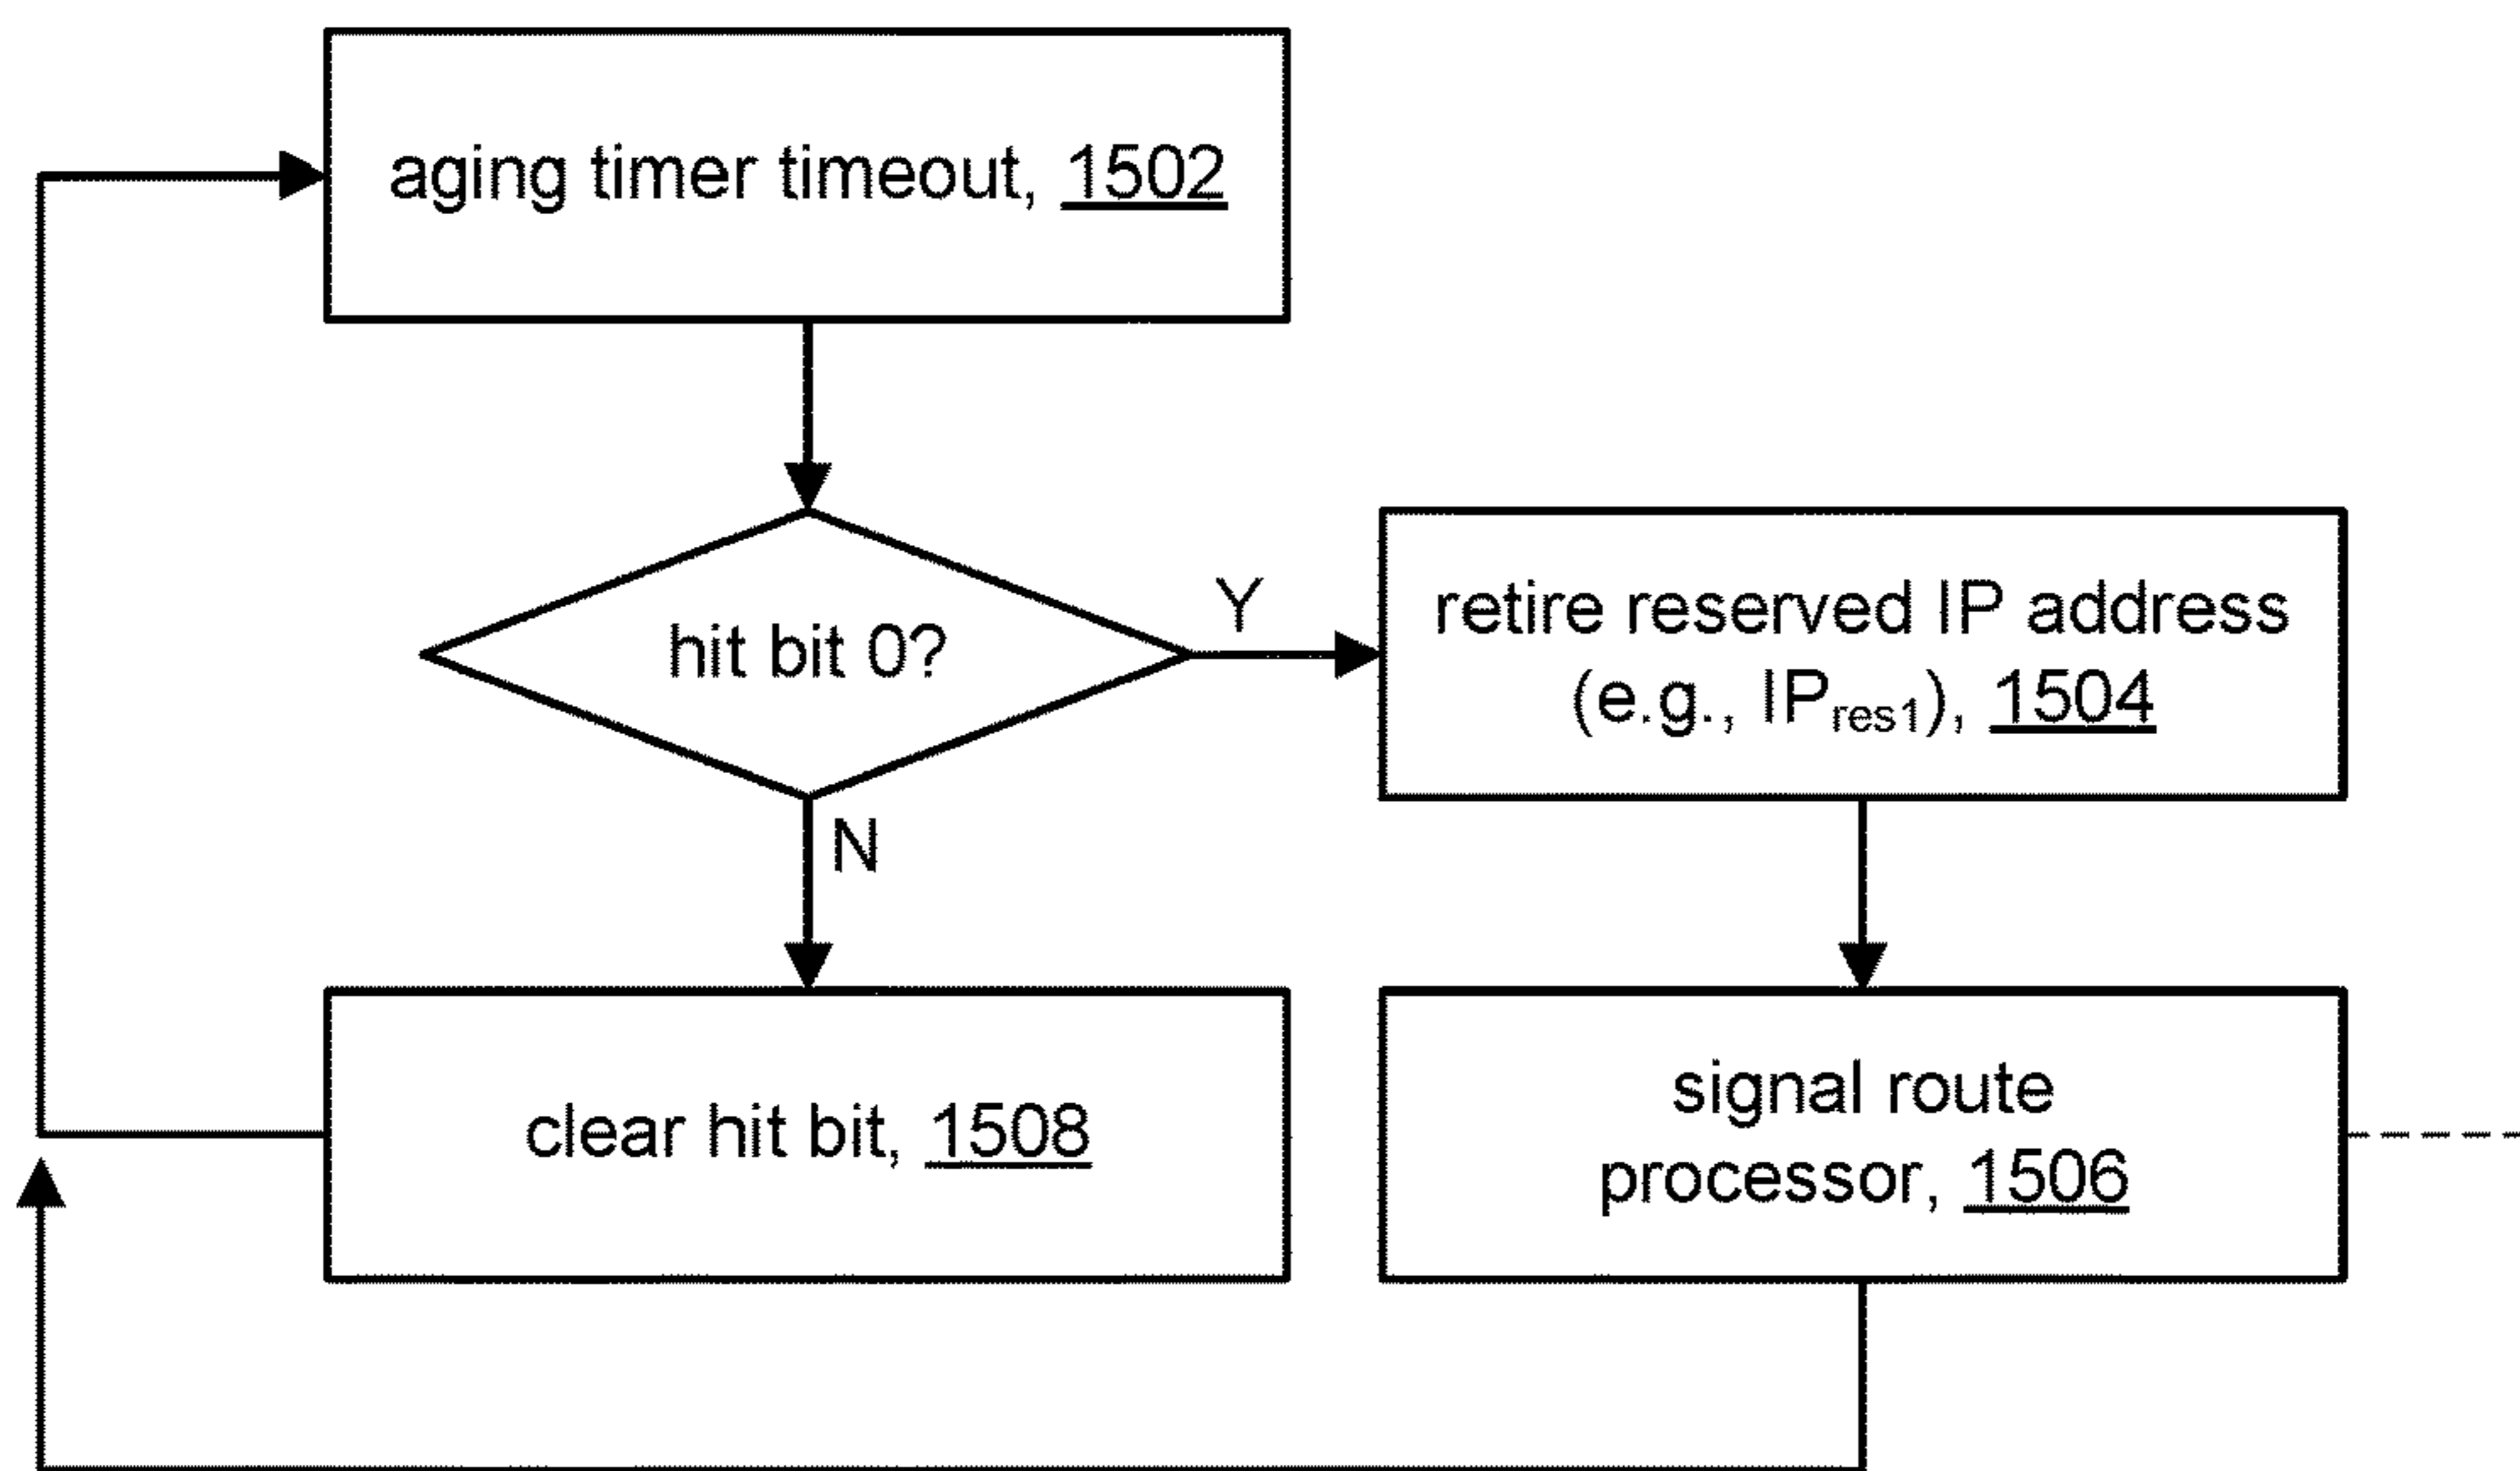 aging timer timeout, 1502
hit bit 0?
Y
retire reserved IP address
(e.g., IPres1), 1504
N
clear hit bit, 1508
signal route
processor, 1506